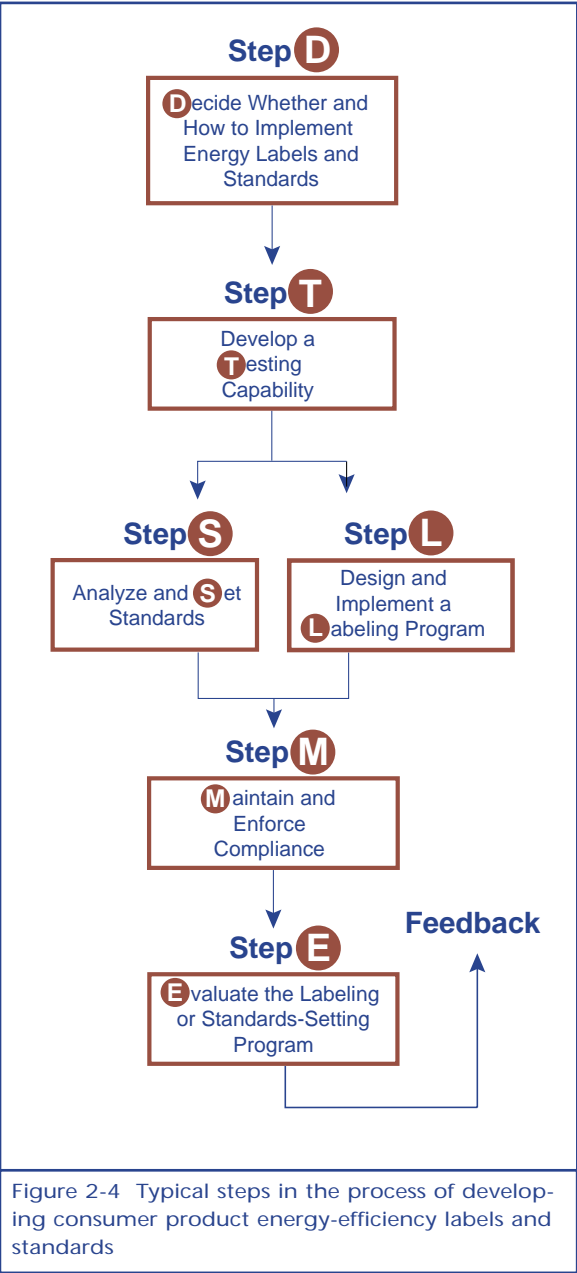 Step D
Decide Whether and
How to Implement
Energy Labels and
Standards
Step T
Develop a
Testing
Capability
Step S
Analyze and Set
Standards
Step L
Design and
Implement a
Labeling Program
Step M
Maintain and
Enforce
Compliance
Step E
Evaluate the Labeling
or Standards-Setting
Program
Feedback
Figure 2-4 Typical steps in the process of develop-
ing consumer product energy-efficiency labels and
standards